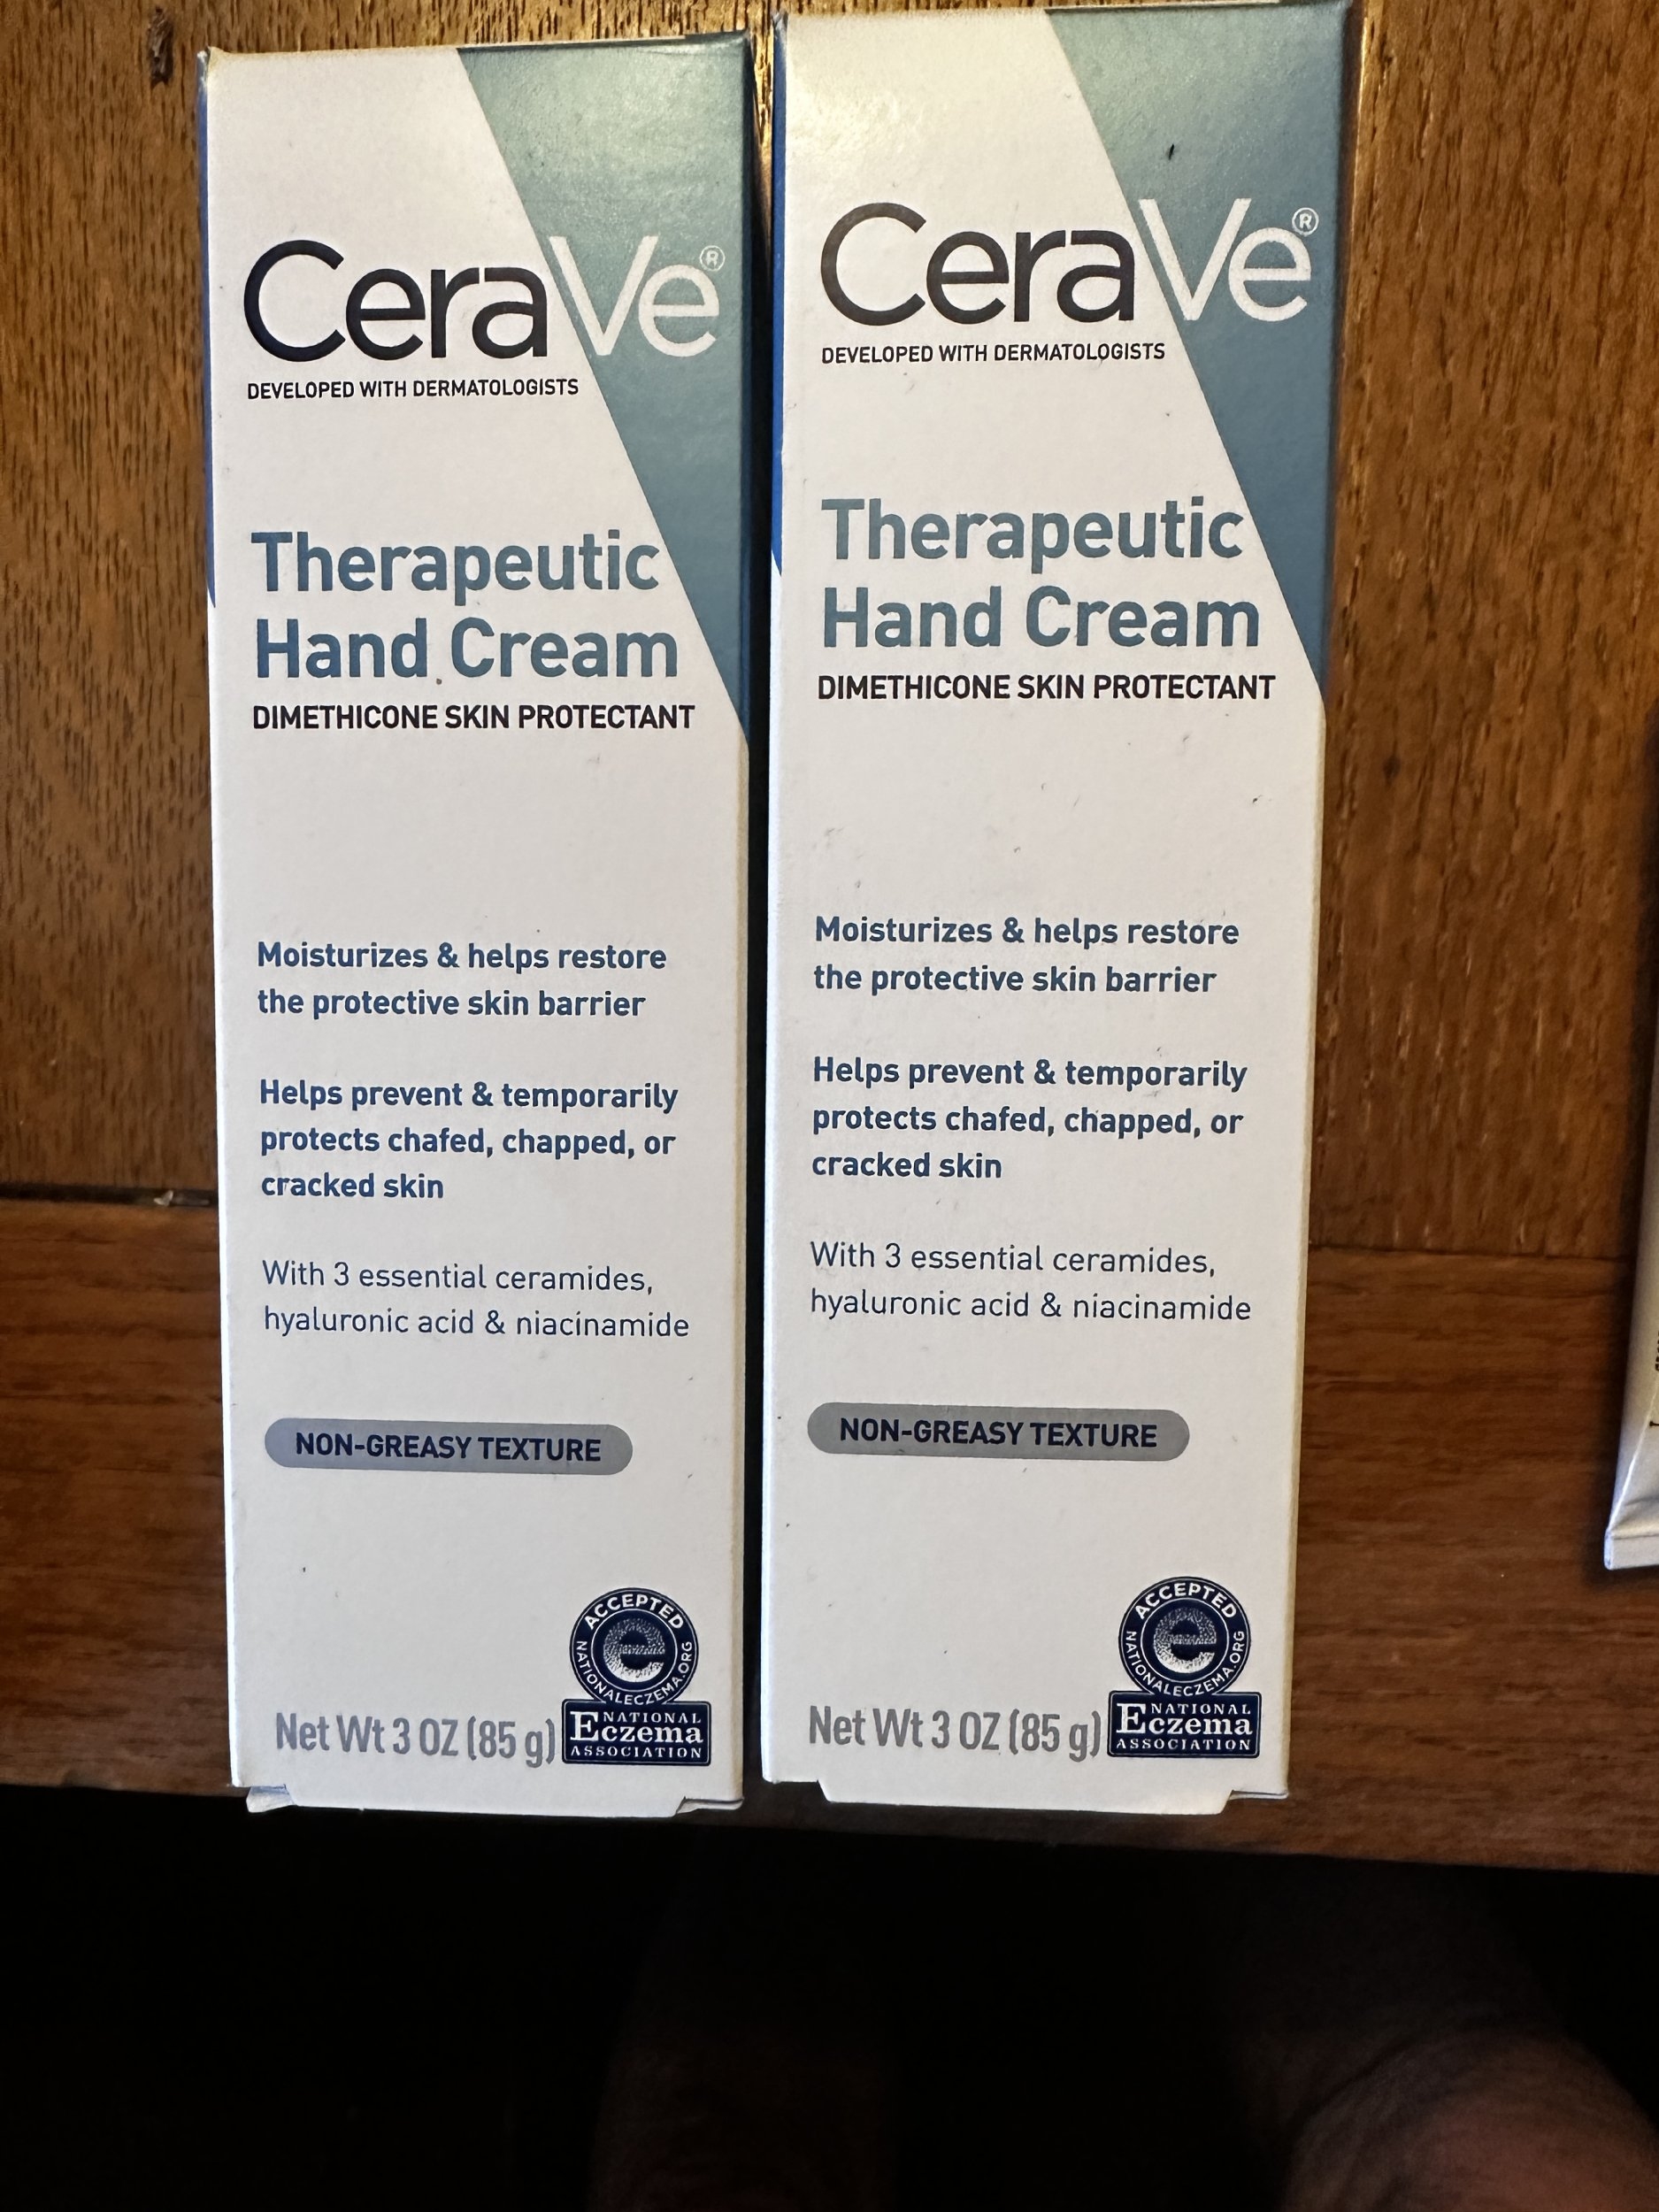 CeraVe®
DEVELOPED WITH DERMATOLOGISTS
Therapeutic
Hand Cream
DIMETHICONE SKIN PROTECTANT
Moisturizes & helps restore
the protective skin barrier
Helps prevent & temporarily
protects chafed, chapped, or
cracked skin
With 3 essential ceramides,
hyaluronic acid & niacinamide
NON-GREASY TEXTURE
ACCEPTED
NATIONALECZEMA.ORG
e
Net Wt 3 OZ (85 g)
NATIONAL
Eczema
ASSOCIATION
CeraVe®
DEVELOPED WITH DERMATOLOGISTS
Therapeutic
Hand Cream
DIMETHICONE SKIN PROTECTANT
Moisturizes & helps restore
the protective skin barrier
Helps prevent & temporarily
protects chafed, chapped, or
cracked skin
With 3 essential ceramides,
hyaluronic acid & niacinamide
NON-GREASY TEXTURE
ACCEPTED
NATIONALECZEMA.ORG
e
Net Wt 3 OZ (85 g)
NATIONAL
Eczema
ASSOCIATION